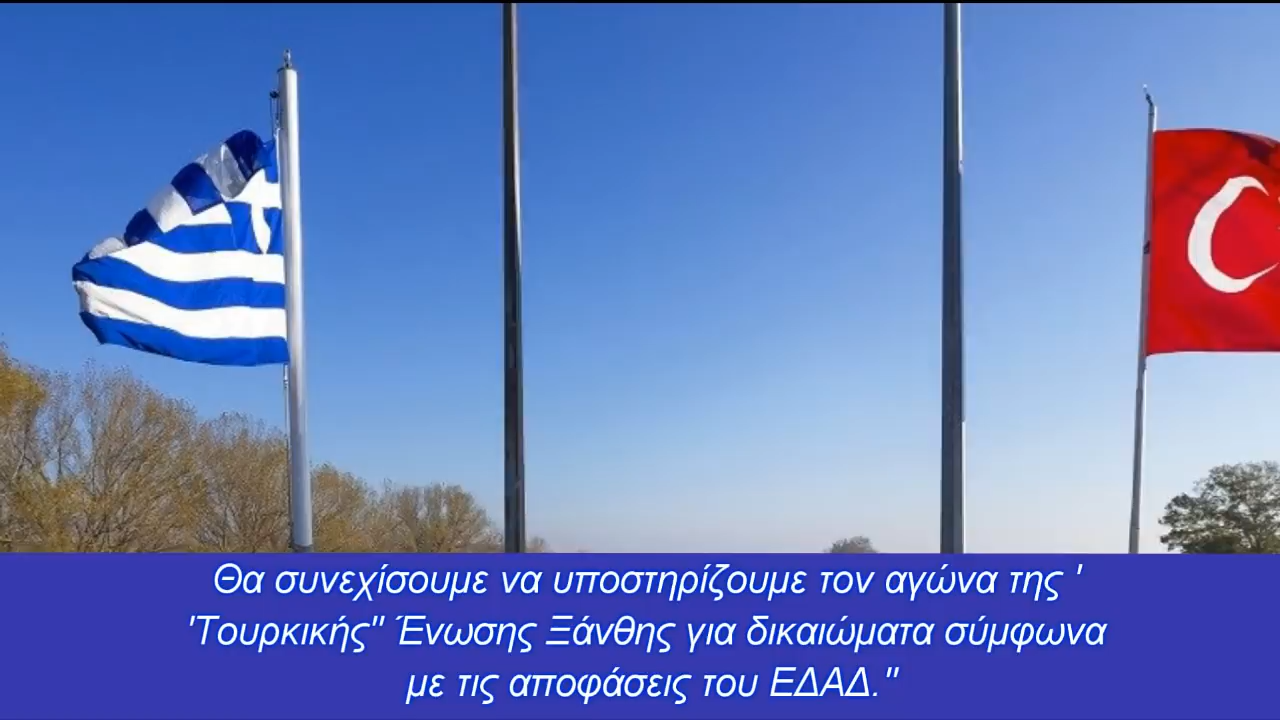 Θα συνεχίσουμε να υποστηρίζουμε τον αγώνα της '
'Τουρκικής" Ένωσης Ξάνθης για δικαιώματα σύμφωνα
με τις αποφάσεις του ΕΔΑΔ."